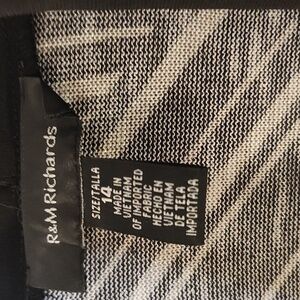 R&M Richards
SIZE/TALLA
14
MADE IN
VIETNAM
OF IMPORTED
FABRIC
HECHO EN
VIETNAM
DE TELA
IMPORTADA